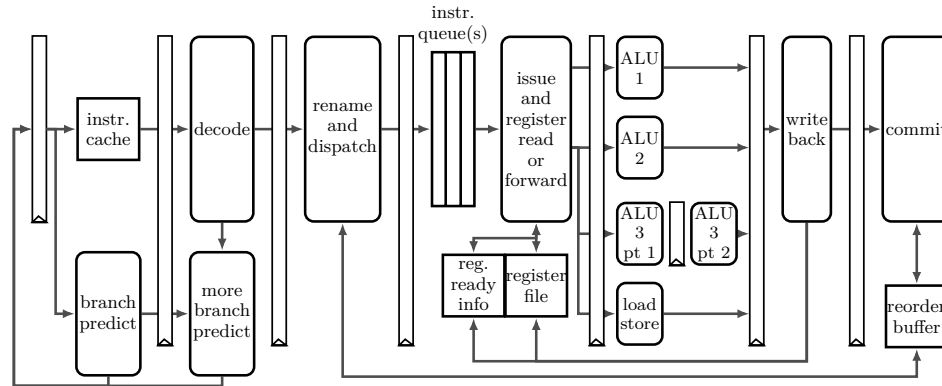 instr.
queue(s)
instr.
cache
decode
rename
and
dispatch
issue
and
register
read
or
forward
ALU
1
ALU
2
ALU
3
pt 1
ALU
3
pt 2
load
store
write
back
commit
branch
predict
more
branch
predict
reg.
ready
info
register
file
reorder
buffer